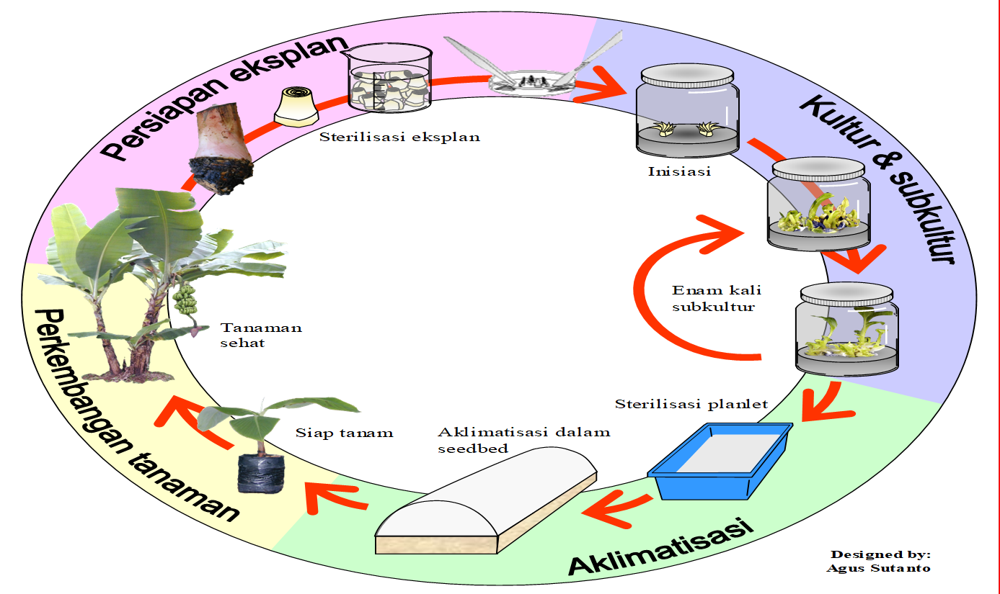 Persiapan eksplan
Sterilisasi eksplan
Kultur & subkultur
Inisiasi
Enam kali
subkultur
Sterilisasi planlet
Aklimatisasi dalam
seedbed
Aklimatisasi
Siap tanam
Perkembangan tanaman
Tanaman
sehat
Designed by:
Agus Sutanto